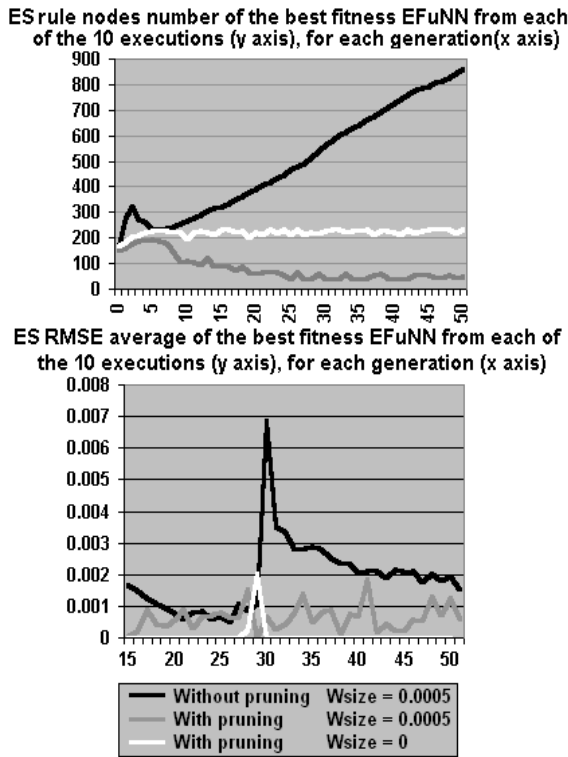 ES rule nodes number of the best fitness EFuNN from each
of the 10 executions (y axis), for each generation(x axis)
900
800
700
600
500
400
300
200
100
0
0 5 10 15 20 25 30 35 40 45 50
ES RMSE average of the best fitness EFuNN from each of
the 10 executions (y axis), for each generation (x axis)
0.008
0.007
0.006
0.005
0.004
0.003
0.002
0.001
0
15 20 25 30 35 40 45 50
Without pruning Wsize = 0.0005
With pruning Wsize = 0.0005
With pruning Wsize = 0